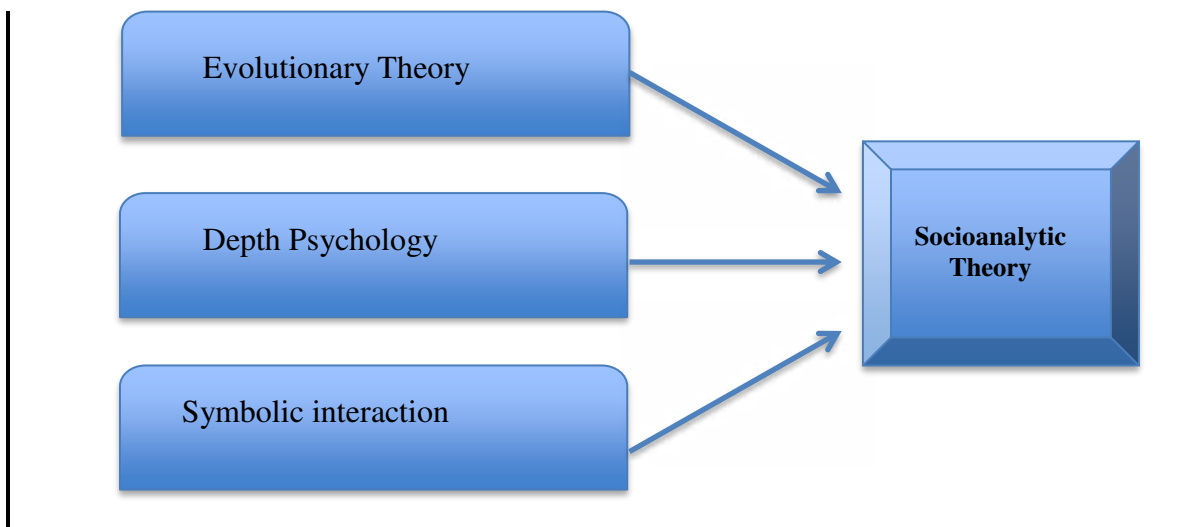 Evolutionary Theory
Depth Psychology
Symbolic interaction
Socioanalytic
Theory